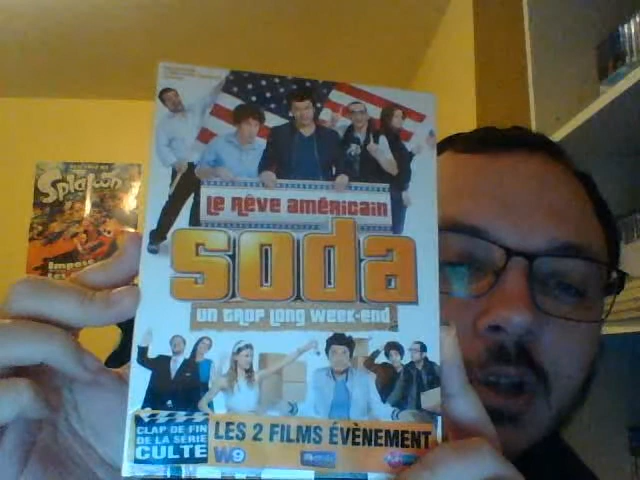 Splatoon
Impose
LE RÊVE AMÉRICAIN
soda
UN TROP LONG WEEK-END
CLAP DE FIN
DE LA SÉRIE
CULTE
LES 2 FILMS ÉVÈNEMENT
W9